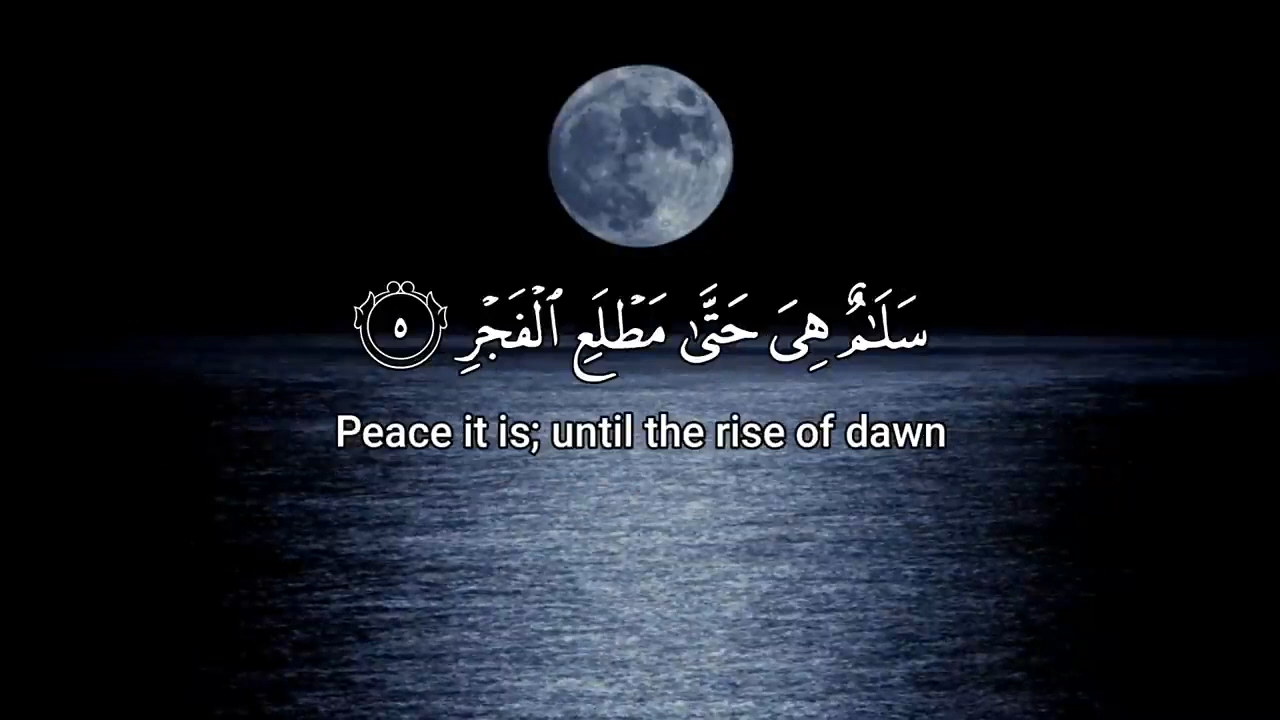 سَلَـٰمٌ هِىَ حَتَّىٰ مَطْلَعِ ٱلْفَجْرِ ٥
Peace it is; until the rise of dawn